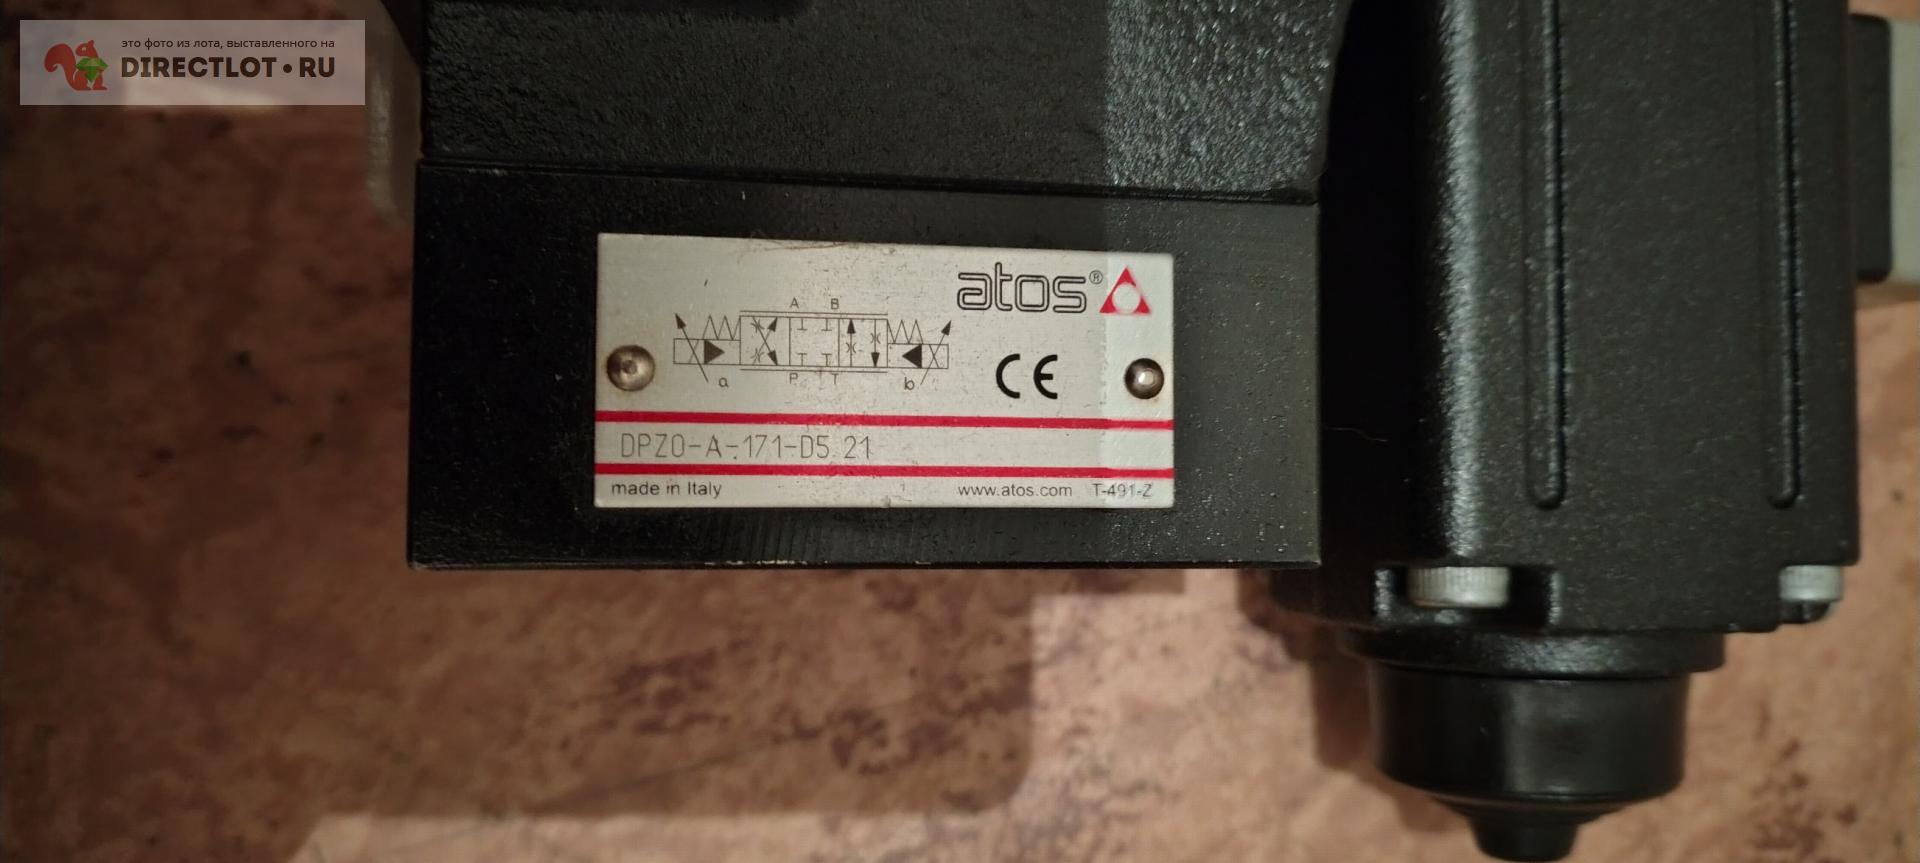 это фото из лота, выставленного на
DIRECTLOT•RU
atos®
A B
a P T b
CE
DPZO-A-171-D5 21
made in Italy www.atos.com T-491-Z